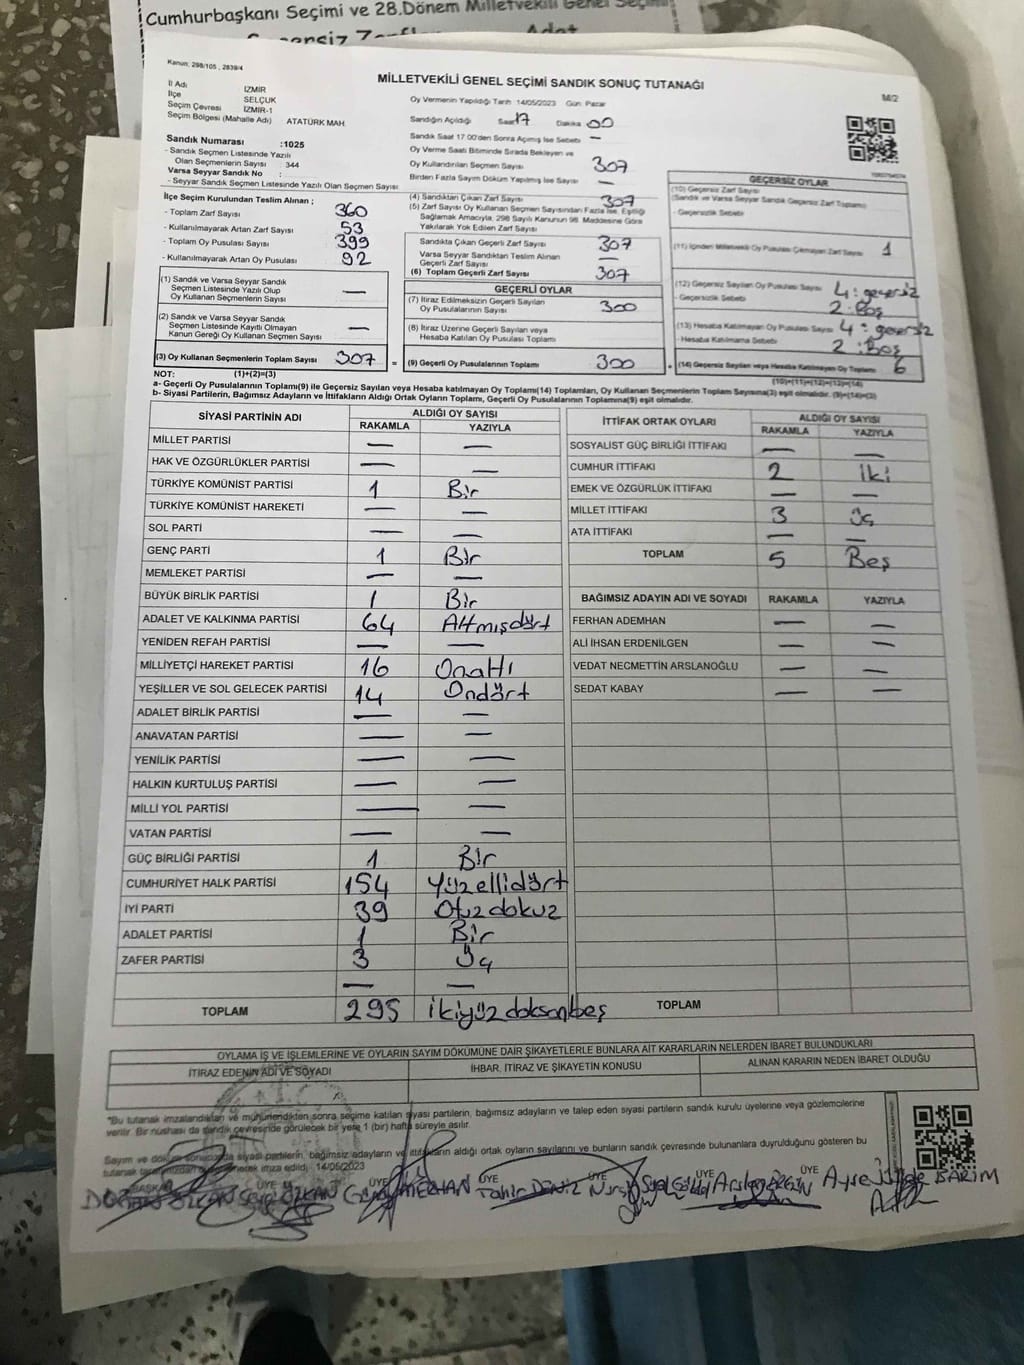 Cumhurbaşkanı Seçimi ve 28.Dönem Milletvekili Genel Seçimi
Adet
Kanun: 298/105 , 2839/4
MİLLETVEKİLİ GENEL SEÇİMİ SANDIK SONUÇ TUTANAĞI
M/2
İl Adı İZMİR
İlçe SELÇUK
Seçim Çevresi İZMİR-1
Seçim Bölgesi (Mahalle Adı) ATATÜRK MAH.
Oy Vermenin Yapıldığı Tarih 14/05/2023 Gün: Pazar
Sandığın Açıldığı Saat 17 Dakika 00
Sandık Saat 17.00'den Sonra Açımış İse Sebebi —
Oy Verme Saati Bitiminde Sırada Bekleyen ve
Oy Kullandırılan Seçmen Sayısı 307
Birden Fazla Sayım Döküm Yapılmış İse Sayısı —
Sandık Numarası :1025
- Sandık Seçmen Listesinde Yazılı
Olan Seçmenlerin Sayısı : 344
Varsa Seyyar Sandık No :
- Seyyar Sandık Seçmen Listesinde Yazılı Olan Seçmen Sayısı
İlçe Seçim Kurulundan Teslim Alınan ;
- Toplam Zarf Sayısı 360
- Kullanılmayarak Artan Zarf Sayısı 53
- Toplam Oy Pusulası Sayısı 399
- Kullanılmayarak Artan Oy Pusulası 92
(1) Sandık ve Varsa Seyyar Sandık
Seçmen Listesinde Yazılı Olup
Oy Kullanan Seçmenlerin Sayısı —
(2) Sandık ve Varsa Seyyar Sandık
Seçmen Listesinde Kayıtlı Olmayan
Kanun Gereği Oy Kullanan Seçmen Sayısı —
(3) Oy Kullanan Seçmenlerin Toplam Sayısı 307
(4) Sandıktan Çıkan Zarf Sayısı 307
(5) Zarf Sayısı Oy Kullanan Seçmen Sayısından Fazla İse, Eşitliği
Sağlamak Amacıyla, 298 Sayılı Kanunun 98. Maddesine Göre
Yakılarak Yok Edilen Zarf Sayısı
Sandıkta Çıkan Geçerli Zarf Sayısı 307
Varsa Seyyar Sandıktan Teslim Alınan
Geçerli Zarf Sayısı —
(6) Toplam Geçerli Zarf Sayısı 307
GEÇERLİ OYLAR
(7) İtiraz Edilmeksizin Geçerli Sayılan
Oy Pusulalarının Sayısı 300
(8) İtiraz Üzerine Geçerli Sayılan veya
Hesaba Katılan Oy Pusulası Toplamı
= (9) Geçerli Oy Pusulalarının Toplamı 300
GEÇERSİZ OYLAR
(10) Geçersiz Zarf Sayısı
(Sandık ve Varsa Seyyar Sandık Geçersiz Zarf Toplamı)
- Geçersizlik Sebebi
(11) İçinden Milletvekili Oy Pusulası Çıkmayan Zarf Sayısı 1
(12) Geçersiz Sayılan Oy Pusulası Sayısı 4: geçersiz
- Geçersizlik Sebebi 2: Boş
(13) Hesaba Katılmayan Oy Pusulası Sayısı 4: geçersiz
- Hesaba Katılmama Sebebi 2: Boş
(14) Geçersiz Sayılan veya Hesaba Katılmayan Oy Toplamı 6
NOT: (1)+(2)=(3) (10)+(11)+(12)+(13)=(14)
a- Geçerli Oy Pusulalarının Toplamı(9) ile Geçersiz Sayılan veya Hesaba katılmayan Oy Toplamı(14) Toplamları, Oy Kullanan Seçmenlerin Toplam Sayısına(3) eşit olmalıdır. (9)+(14)=(3)
b- Siyasi Partilerin, Bağımsız Adayların ve İttifakların Aldığı Ortak Oyların Toplamı, Geçerli Oy Pusulalarının Toplamına(9) eşit olmalıdır.
SİYASİ PARTİNİN ADI ALDIĞI OY SAYISI
RAKAMLA YAZIYLA
MİLLET PARTİSİ — —
HAK VE ÖZGÜRLÜKLER PARTİSİ — —
TÜRKİYE KOMÜNİST PARTİSİ 1 Bir
TÜRKİYE KOMÜNİST HAREKETİ — —
SOL PARTİ — —
GENÇ PARTİ 1 Bir
MEMLEKET PARTİSİ — —
BÜYÜK BİRLİK PARTİSİ 1 Bir
ADALET VE KALKINMA PARTİSİ 64 Altmışdört
YENİDEN REFAH PARTİSİ — —
MİLLİYETÇİ HAREKET PARTİSİ 16 Onaltı
YEŞİLLER VE SOL GELECEK PARTİSİ 14 Ondört
ADALET BİRLİK PARTİSİ — —
ANAVATAN PARTİSİ — —
YENİLİK PARTİSİ — —
HALKIN KURTULUŞ PARTİSİ — —
MİLLİ YOL PARTİSİ — —
VATAN PARTİSİ — —
GÜÇ BİRLİĞİ PARTİSİ 1 Bir
CUMHURİYET HALK PARTİSİ 154 Yüzellidört
İYİ PARTİ 39 Otuzdokuz
ADALET PARTİSİ 1 Bir
ZAFER PARTİSİ 3 Üç
— —
TOPLAM 295 ikiyüzdoksanbeş
İTTİFAK ORTAK OYLARI ALDIĞI OY SAYISI
RAKAMLA YAZIYLA
SOSYALİST GÜÇ BİRLİĞİ İTTİFAKI — —
CUMHUR İTTİFAKI 2 İki
EMEK VE ÖZGÜRLÜK İTTİFAKI — —
MİLLET İTTİFAKI 3 Üç
ATA İTTİFAKI — —
TOPLAM 5 Beş
BAĞIMSIZ ADAYIN ADI VE SOYADI RAKAMLA YAZIYLA
FERHAN ADEMHAN — —
ALİ İHSAN ERDENİLGEN — —
VEDAT NECMETTİN ARSLANOĞLU — —
SEDAT KABAY — —
TOPLAM
OYLAMA İŞ VE İŞLEMLERİNE VE OYLARIN SAYIM DÖKÜMÜNE DAİR ŞİKAYETLERLE BUNLARA AİT KARARLARIN NELERDEN İBARET BULUNDUKLARI
İTİRAZ EDENİN ADI VE SOYADI İHBAR, İTİRAZ VE ŞİKAYETİN KONUSU ALINAN KARARIN NEDEN İBARET OLDUĞU
*Bu tutanak imzalandıktan ve mühürlendikten sonra seçime katılan siyasi partilerin, bağımsız adayların ve talep eden siyasi partilerin sandık kurulu üyelerine veya gözlemcilerine
verilir. Bir nüshası da sandık çevresinde görülecek bir yere 1 (bir) hafta süreyle asılır.
Sayım ve döküm sonucunda siyasi partilerin, bağımsız adayların ve ittifakların aldığı ortak oyların sayılarını ve bunların sandık çevresinde bulunanlara duyrulduğunu gösteren bu
tutanak tarafımızdan düzenlenerek imza edildi. 14/05/2023
BAŞKAN ÜYE ÜYE ÜYE ÜYE ÜYE ÜYE
ÖZKAN MERHAN Tahir DENİZ Arslan ERGİN Ayşe BARIM